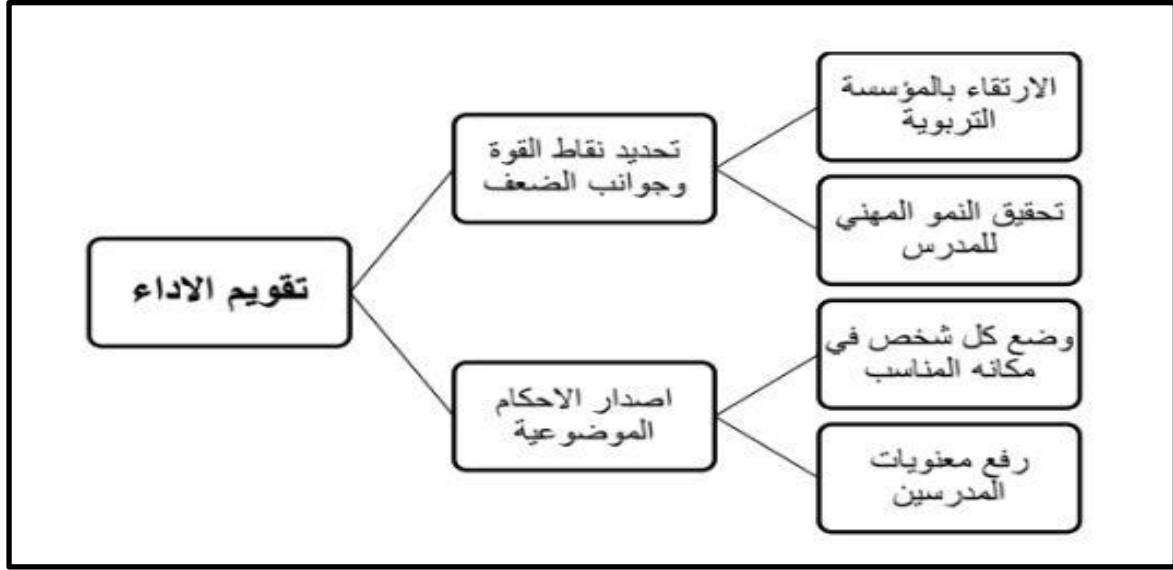 تقويم الاداء
تحديد نقاط القوة
وجوانب الضعف
الارتقاء بالمؤسسة
التربوية
تحقيق النمو المهني
للمدرس
اصدار الاحكام
الموضوعية
وضع كل شخص في
مكانه المناسب
رفع معنويات
المدرسين